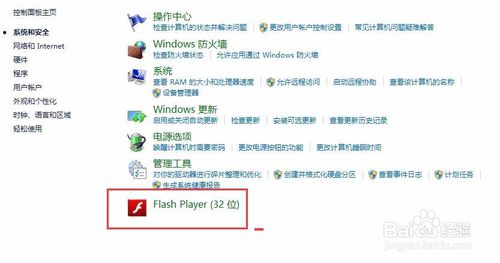 控制面板主页
系统和安全
网络和 Internet
硬件
程序
用户帐户
外观和个性化
时钟、语言和区域
轻松使用
操作中心
检查计算机的状态并解决问题
更改用户帐户控制设置
常见计算机问题疑难解答
Windows 防火墙
检查防火墙状态
允许应用通过 Windows 防火墙
系统
查看 RAM 的大小和处理器速度
允许远程访问
启动远程协助
查看该计算机的名称
设备管理器
Windows 更新
启用或关闭自动更新
检查更新
安装可选更新
查看更新历史记录
电源选项
唤醒计算机时需要密码
更改电源按钮的功能
更改计算机睡眠时间
管理工具
对你的驱动器进行碎片整理和优化
创建并格式化硬盘分区
查看事件日志
计划任务
生成系统健康报告
Flash Player (32 位)
Baidu 经验
jingyan.baidu.com